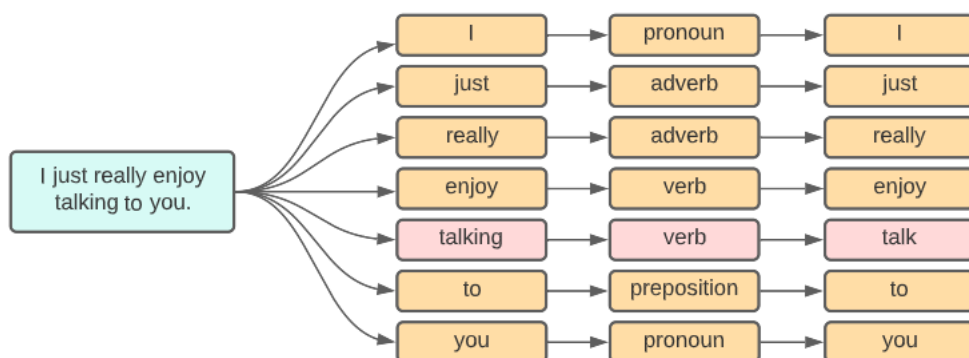 I just really enjoy
talking to you.
I pronoun I
just adverb just
really adverb really
enjoy verb enjoy
talking verb talk
to preposition to
you pronoun you